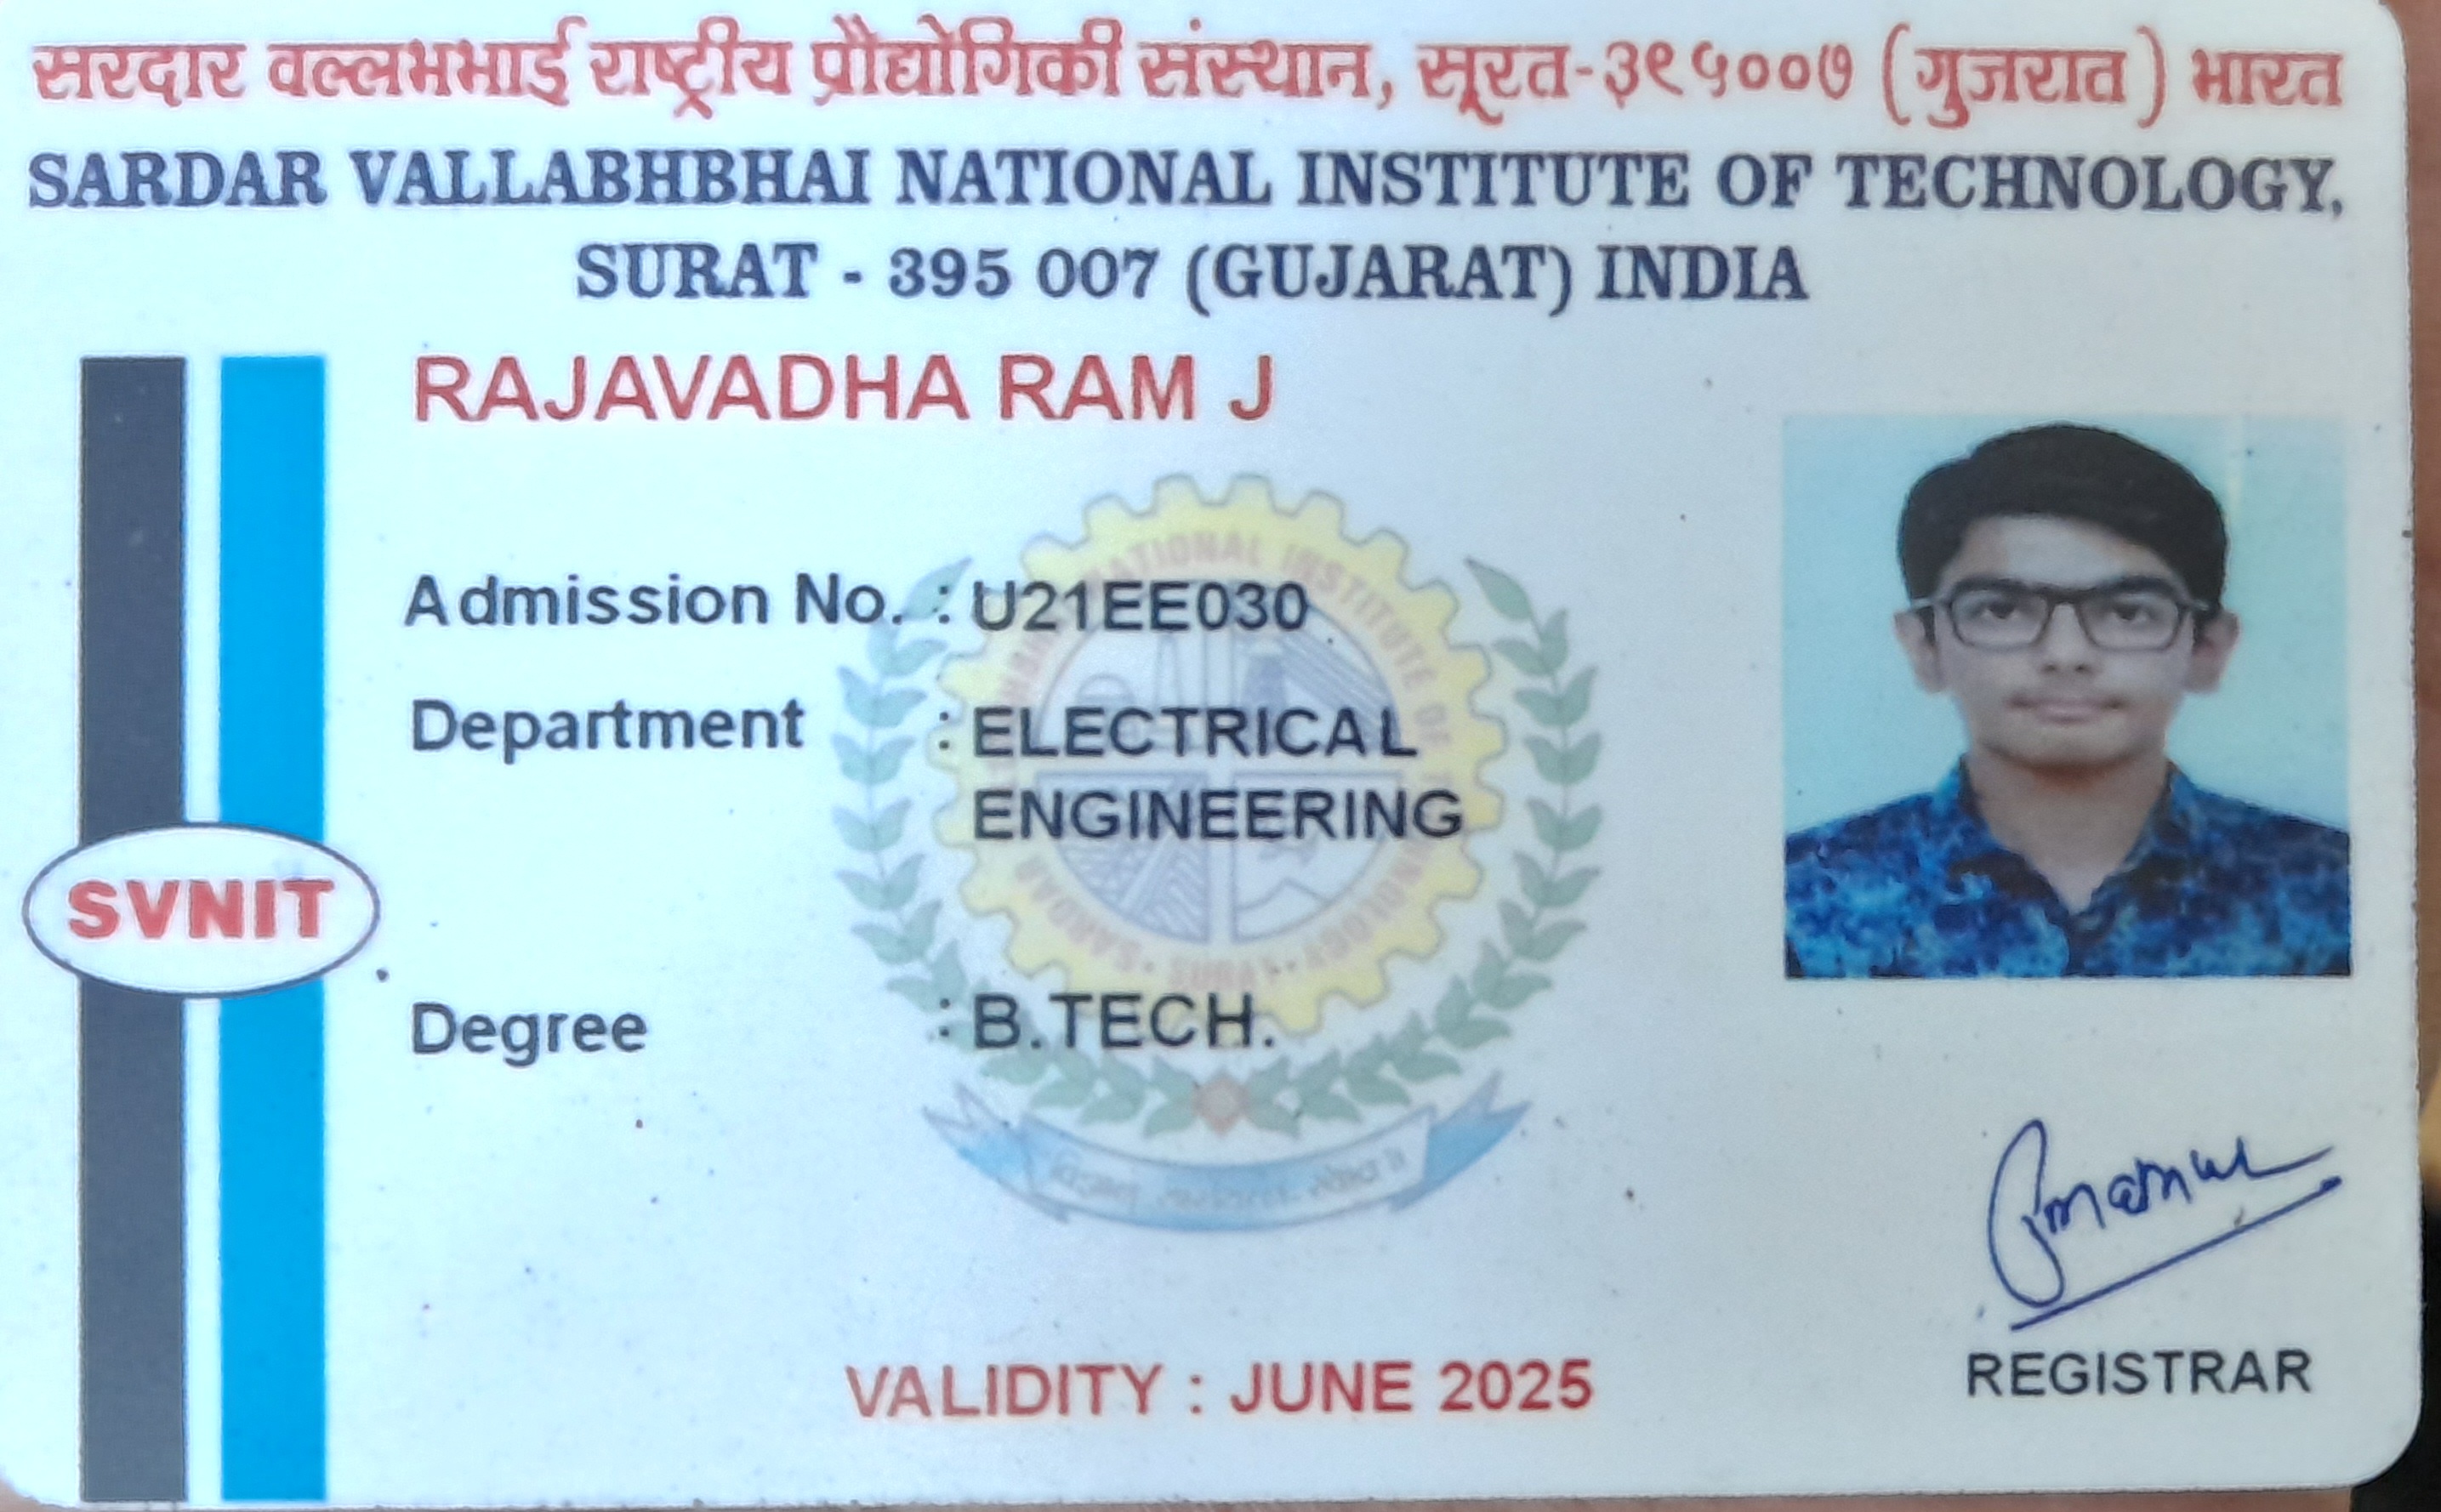 सरदार वल्लभभाई राष्ट्रीय प्रौद्योगिकी संस्थान, सूरत-३९५००७ (गुजरात) भारत
SARDAR VALLABHBHAI NATIONAL INSTITUTE OF TECHNOLOGY,
SURAT - 395 007 (GUJARAT) INDIA
RAJAVADHA RAM J
Admission No. : U21EE030
Department : ELECTRICAL
ENGINEERING
SVNIT
Degree : B.TECH.
VALIDITY : JUNE 2025
REGISTRAR